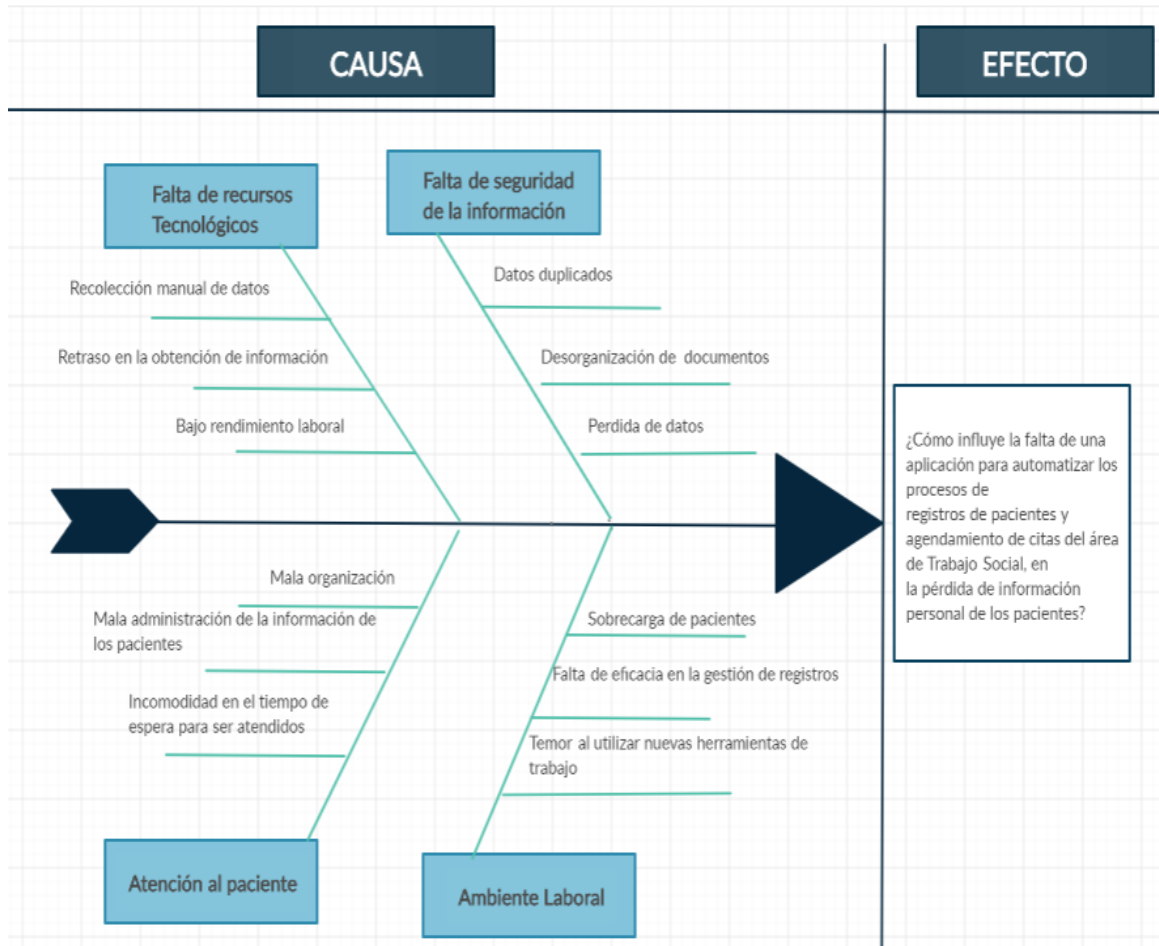 CAUSA
EFECTO
Falta de recursos
Tecnológicos
Falta de seguridad
de la información
Recolección manual de datos
Retraso en la obtención de información
Bajo rendimiento laboral
Datos duplicados
Desorganización de documentos
Perdida de datos
¿Cómo influye la falta de una
aplicación para automatizar los
procesos de
registros de pacientes y
agendamiento de citas del área
de Trabajo Social, en
la pérdida de información
personal de los pacientes?
Mala organización
Mala administración de la información de
los pacientes
Incomodidad en el tiempo de
espera para ser atendidos
Sobrecarga de pacientes
Falta de eficacia en la gestión de registros
Temor al utilizar nuevas herramientas de
trabajo
Atención al paciente
Ambiente Laboral